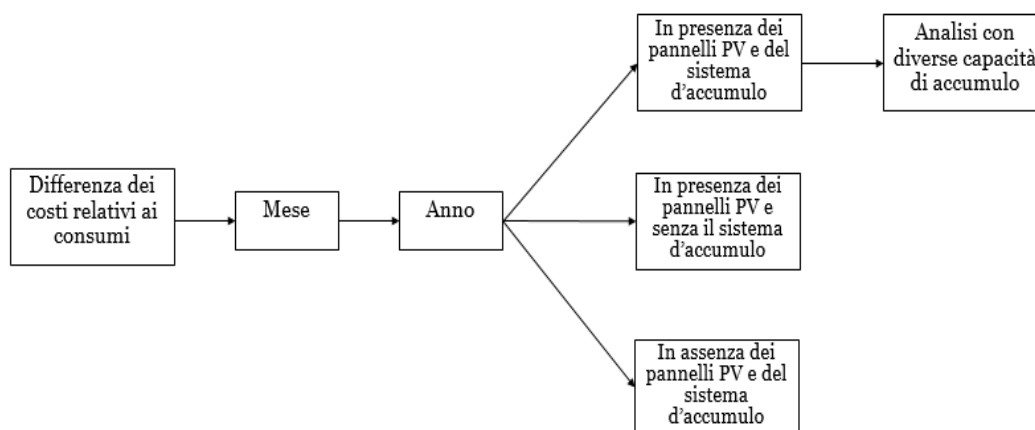 In presenza dei
pannelli PV e del
sistema
d'accumulo
Analisi con
diverse capacità
di accumulo
Differenza dei
costi relativi ai
consumi
Mese
Anno
In presenza dei
pannelli PV e
senza il sistema
d'accumulo
In assenza dei
pannelli PV e del
sistema
d'accumulo